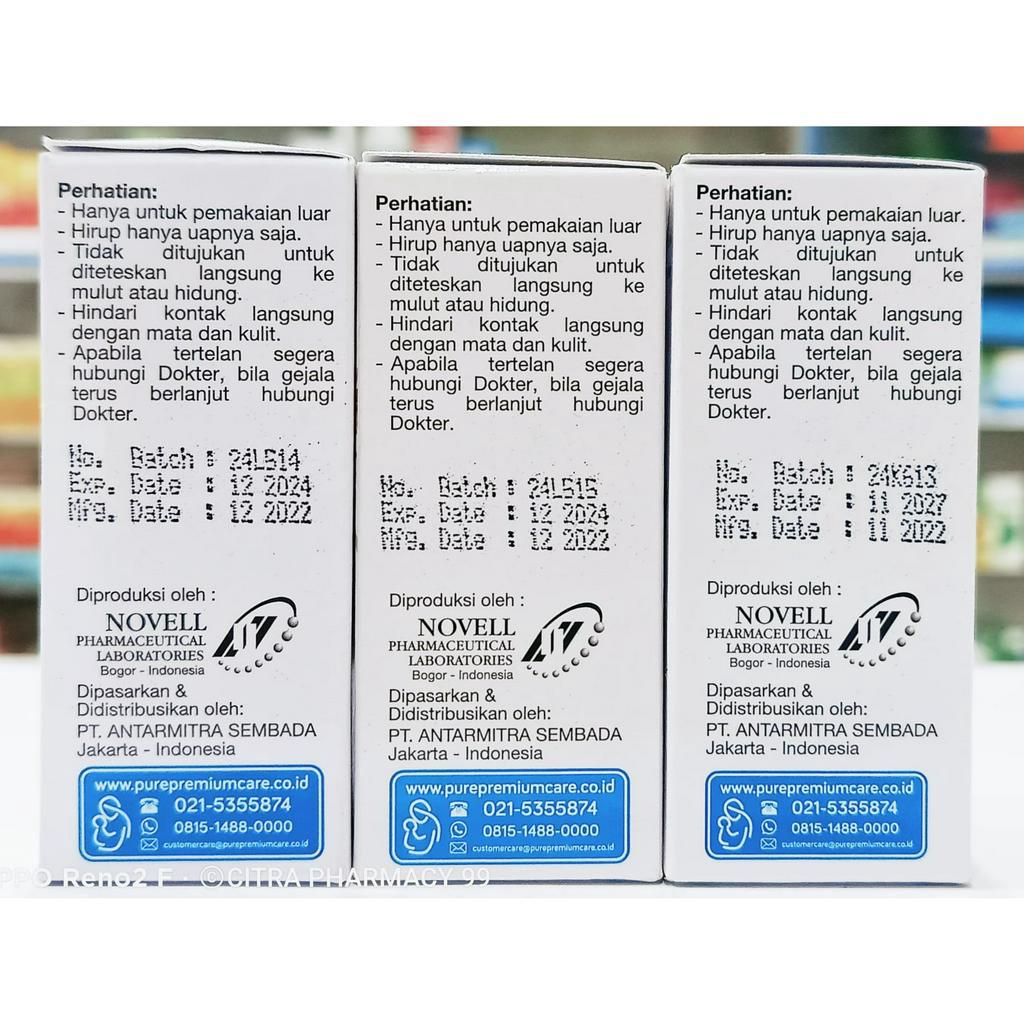 Perhatian:
- Hanya untuk pemakaian luar
- Hirup hanya uapnya saja.
- Tidak ditujukan untuk
diteteskan langsung ke
mulut atau hidung.
- Hindari kontak langsung
dengan mata dan kulit.
- Apabila tertelan segera
hubungi Dokter, bila gejala
terus berlanjut hubungi
Dokter.
No. Batch : 24L514
Exp. Date : 12 2024
Mfg. Date : 12 2022
Diproduksi oleh :
NOVELL
PHARMACEUTICAL
LABORATORIES
Bogor - Indonesia
Dipasarkan &
Didistribusikan oleh:
PT. ANTARMITRA SEMBADA
Jakarta - Indonesia
www.purepremiumcare.co.id
021-5355874
0815-1488-0000
customercare@purepremiumcare.co.id
Perhatian:
- Hanya untuk pemakaian luar
- Hirup hanya uapnya saja.
- Tidak ditujukan untuk
diteteskan langsung ke
mulut atau hidung.
- Hindari kontak langsung
dengan mata dan kulit.
- Apabila tertelan segera
hubungi Dokter, bila gejala
terus berlanjut hubungi
Dokter.
No. Batch : 24L515
Exp. Date : 12 2024
Mfg. Date : 12 2022
Diproduksi oleh :
NOVELL
PHARMACEUTICAL
LABORATORIES
Bogor - Indonesia
Dipasarkan &
Didistribusikan oleh:
PT. ANTARMITRA SEMBADA
Jakarta - Indonesia
www.purepremiumcare.co.id
021-5355874
0815-1488-0000
customercare@purepremiumcare.co.id
Perhatian:
- Hanya untuk pemakaian luar.
- Hirup hanya uapnya saja.
- Tidak ditujukan untuk
diteteskan langsung ke
mulut atau hidung.
- Hindari kontak langsung
dengan mata dan kulit.
- Apabila tertelan segera
hubungi Dokter, bila gejala
terus berlanjut hubungi
Dokter.
No. Batch : 24K613
Exp. Date : 11 2027
Mfg. Date : 11 2022
Diproduksi oleh :
NOVELL
PHARMACEUTICAL
LABORATORIES
Bogor - Indonesia
Dipasarkan &
Didistribusikan oleh:
PT. ANTARMITRA SEMBADA
Jakarta - Indonesia
www.purepremiumcare.co.id
021-5355874
0815-1488-0000
customercare@purepremiumcare.co.id
PPO Reno2 F · ©CITRA PHARMACY 99